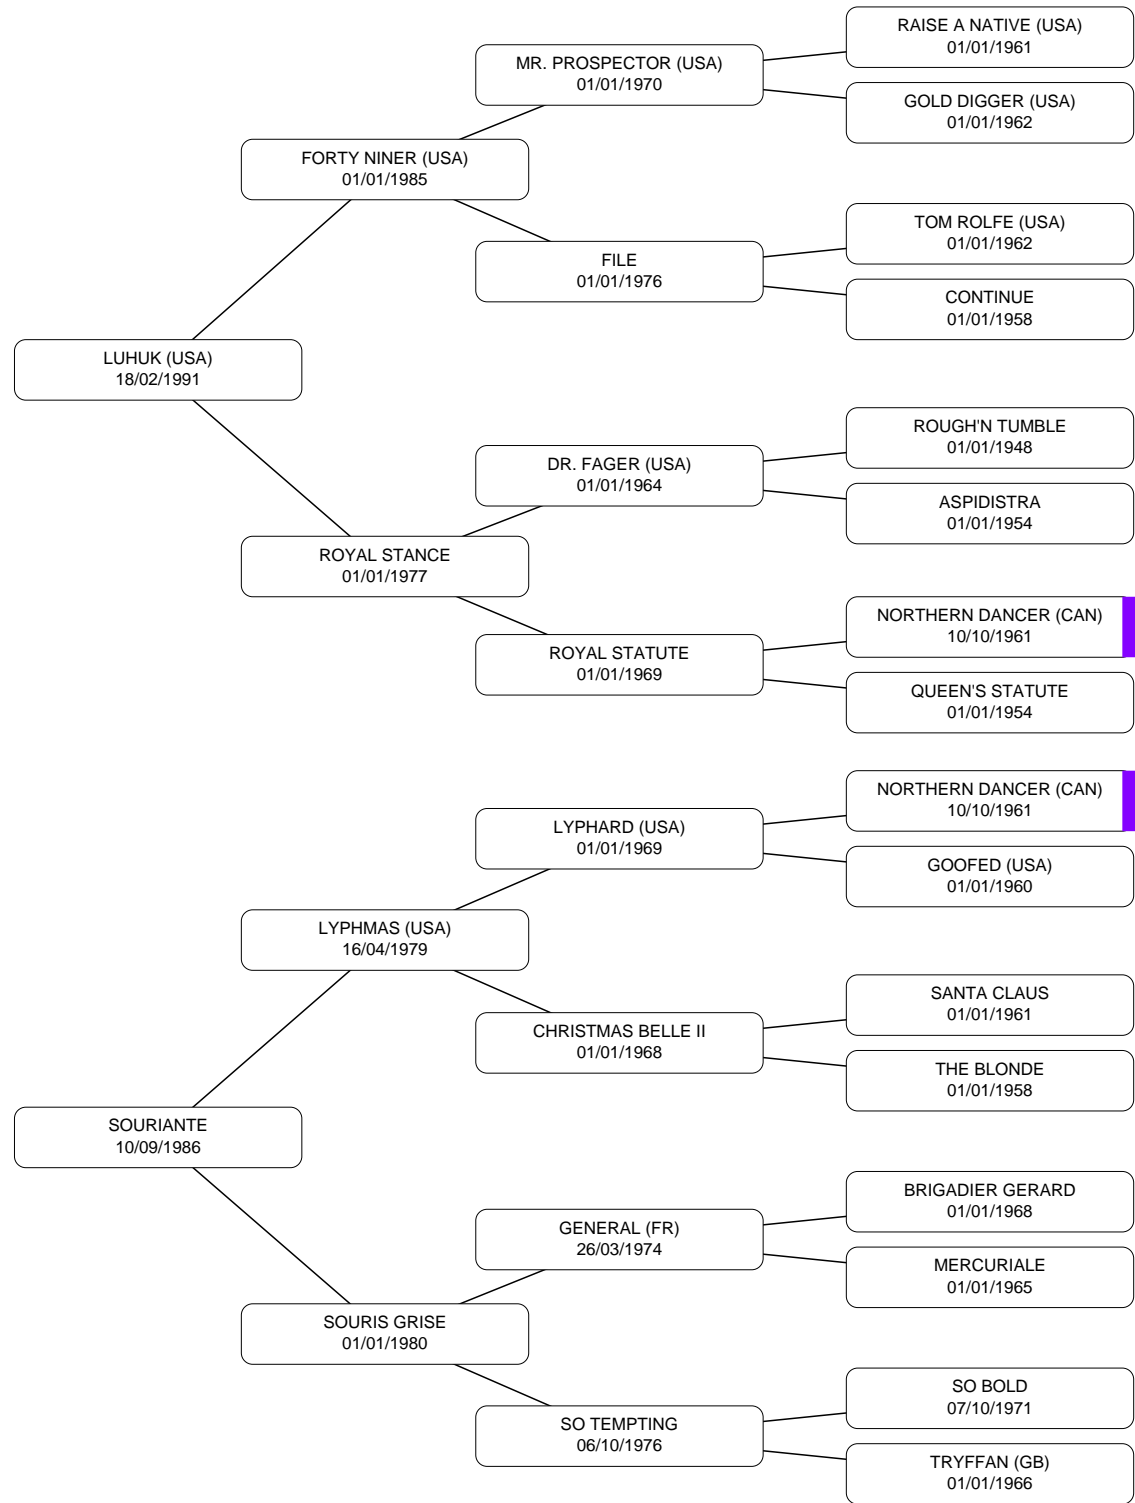 RAISE A NATIVE (USA)
01/01/1961
MR. PROSPECTOR (USA)
01/01/1970
GOLD DIGGER (USA)
01/01/1962
FORTY NINER (USA)
01/01/1985
TOM ROLFE (USA)
01/01/1962
FILE
01/01/1976
CONTINUE
01/01/1958
LUHUK (USA)
18/02/1991
ROUGH'N TUMBLE
01/01/1948
DR. FAGER (USA)
01/01/1964
ASPIDISTRA
01/01/1954
ROYAL STANCE
01/01/1977
NORTHERN DANCER (CAN)
10/10/1961
ROYAL STATUTE
01/01/1969
QUEEN'S STATUTE
01/01/1954
NORTHERN DANCER (CAN)
10/10/1961
LYPHARD (USA)
01/01/1969
GOOFED (USA)
01/01/1960
LYPHMAS (USA)
16/04/1979
SANTA CLAUS
01/01/1961
CHRISTMAS BELLE II
01/01/1968
THE BLONDE
01/01/1958
SOURIANTE
10/09/1986
BRIGADIER GERARD
01/01/1968
GENERAL (FR)
26/03/1974
MERCURIALE
01/01/1965
SOURIS GRISE
01/01/1980
SO BOLD
07/10/1971
SO TEMPTING
06/10/1976
TRYFFAN (GB)
01/01/1966